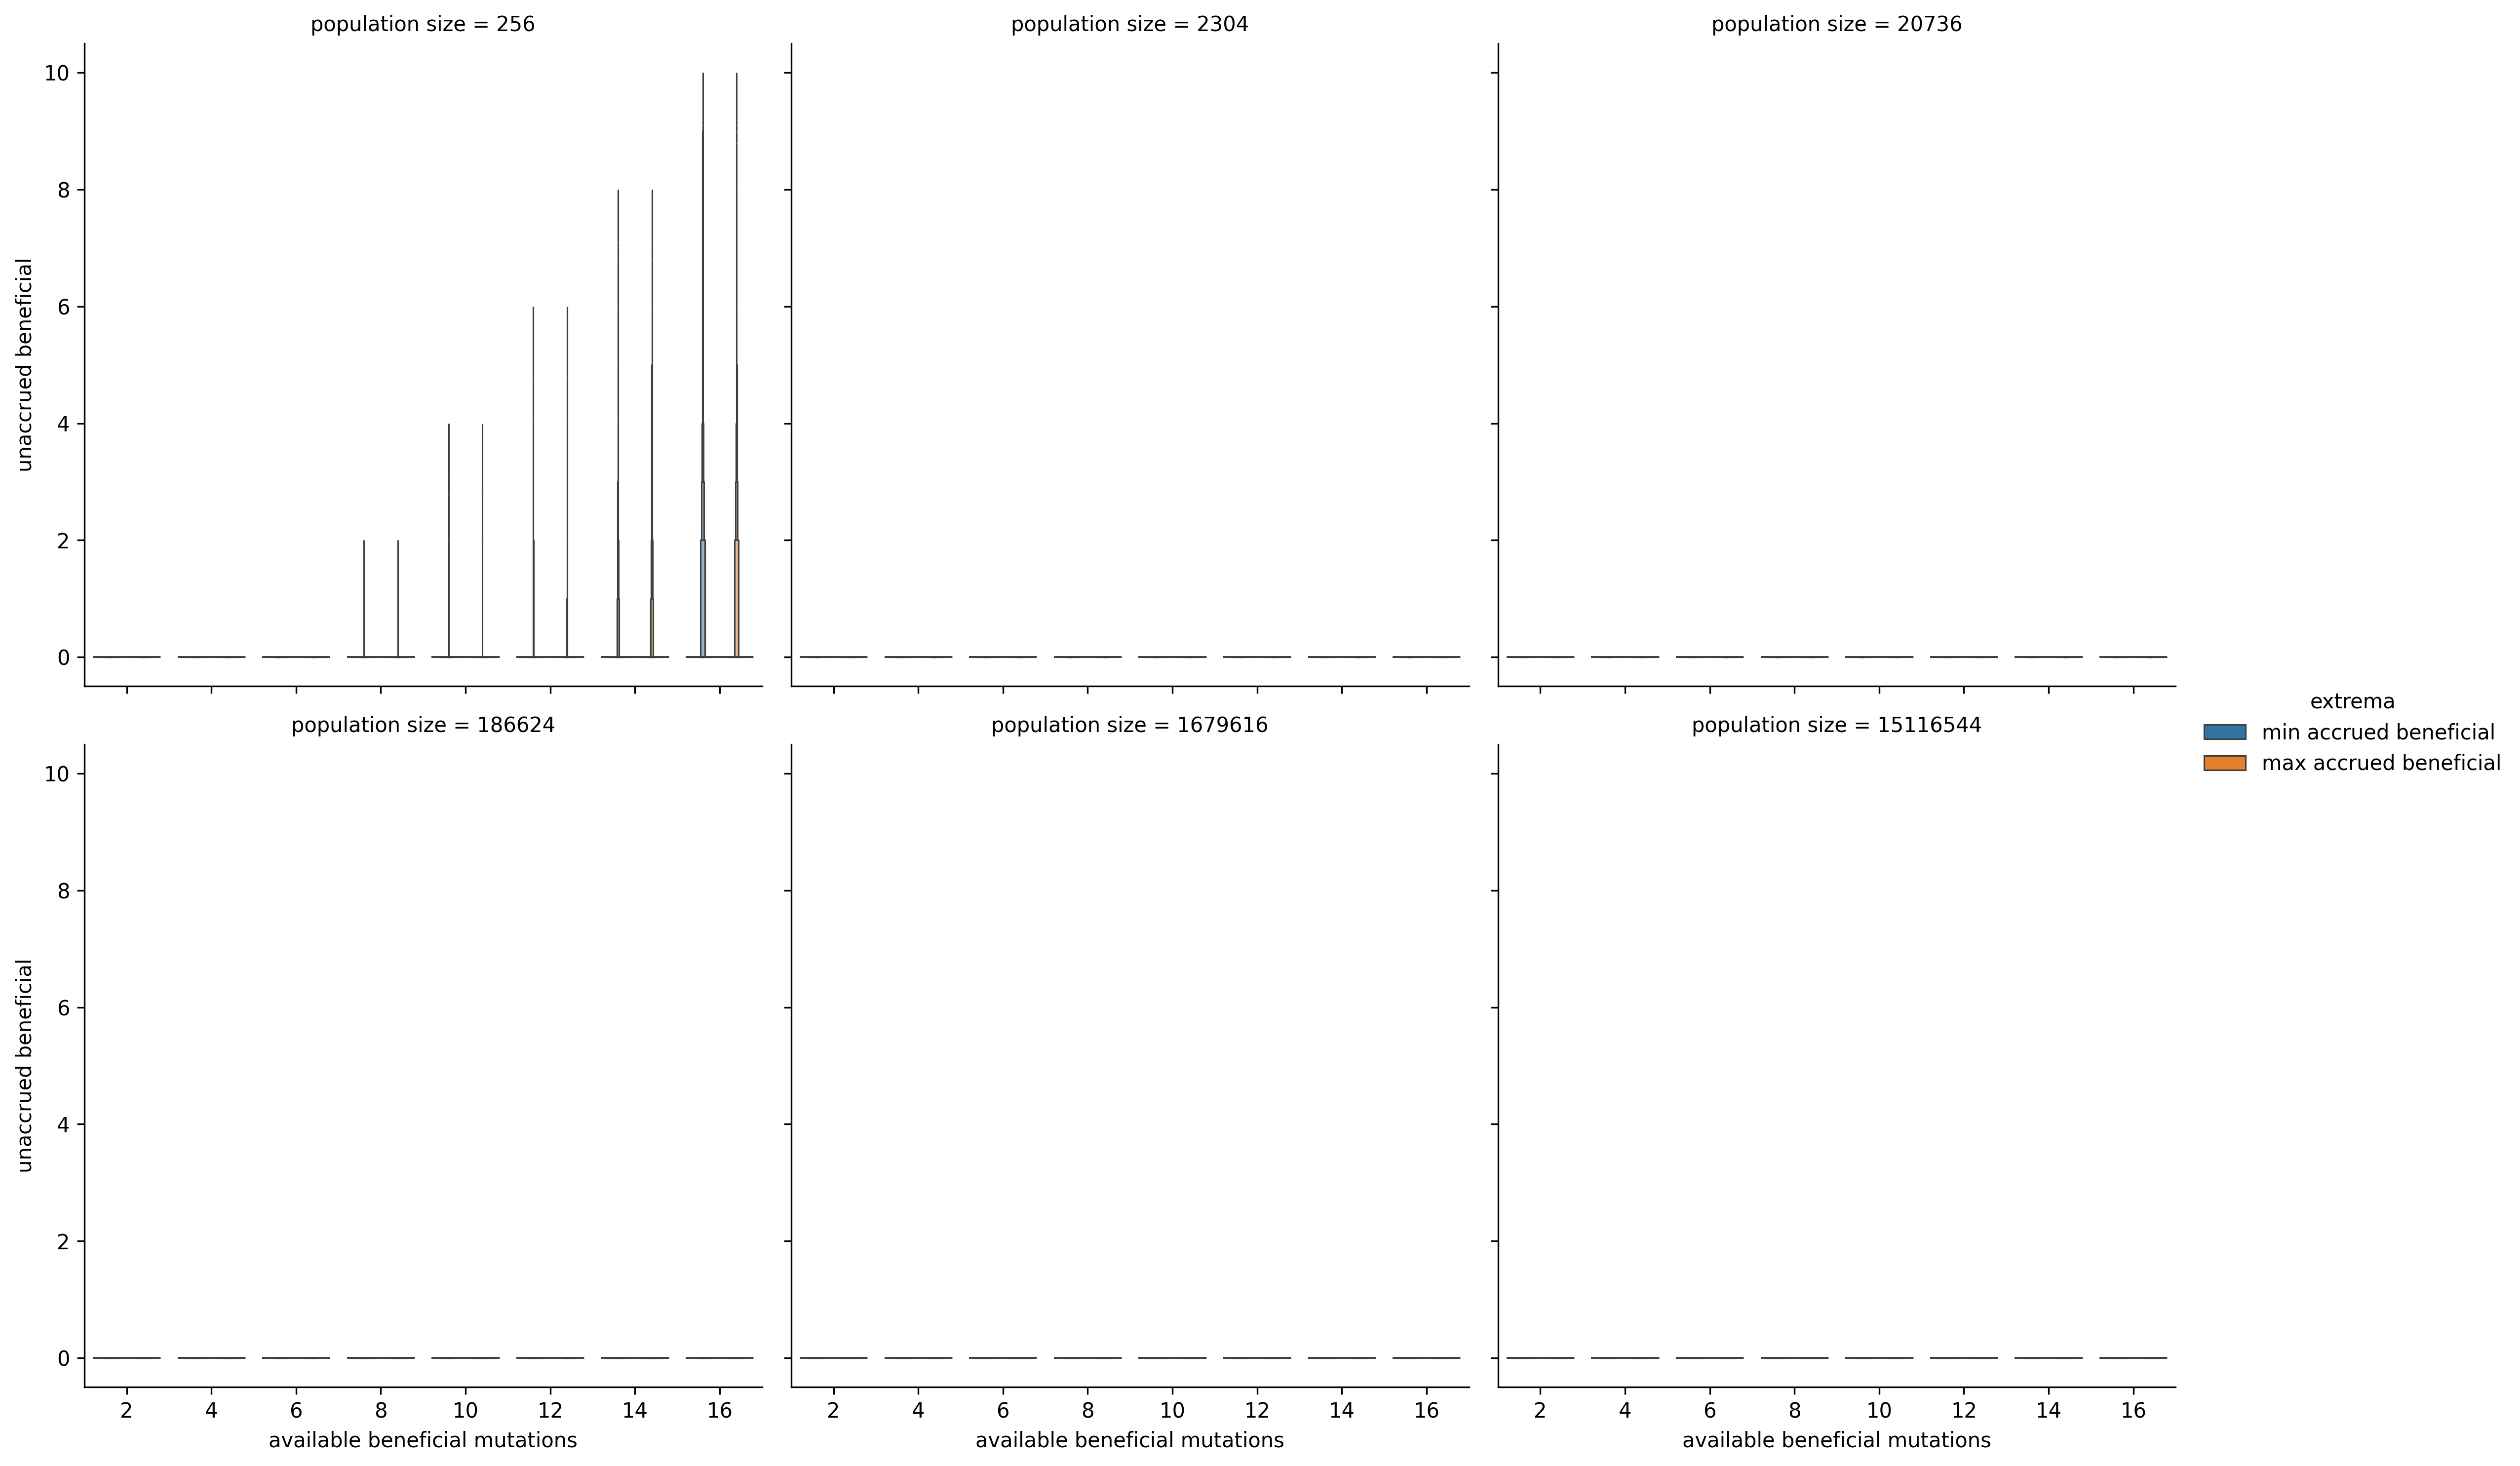 population size = 256
population size = 2304
population size = 20736
10
8
6
4
2
0
unaccrued beneficial
population size = 186624
population size = 1679616
population size = 15116544
extrema
min accrued beneficial
max accrued beneficial
10
8
6
4
2
0
unaccrued beneficial
2 4 6 8 10 12 14 16
2 4 6 8 10 12 14 16
2 4 6 8 10 12 14 16
available beneficial mutations
available beneficial mutations
available beneficial mutations